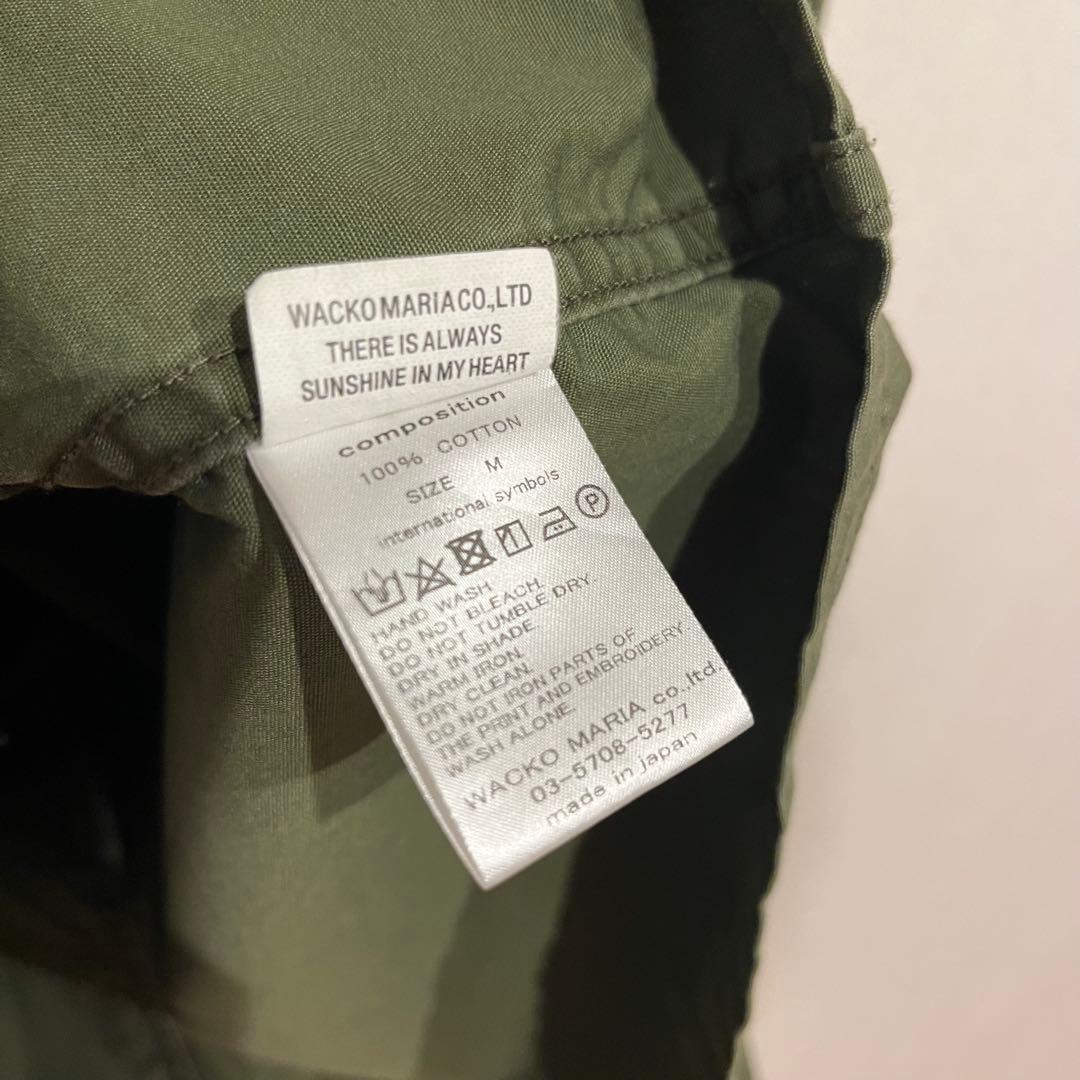 WACKO MARIA CO.,LTD
THERE IS ALWAYS
SUNSHINE IN MY HEART
composition
100% COTTON
SIZE M
international symbols
P
HAND WASH.
DO NOT BLEACH.
DO NOT TUMBLE DRY.
DRY IN SHADE.
WARM IRON.
DRY CLEAN.
DO NOT IRON PARTS OF
THE PRINT AND EMBROIDERY
WASH ALONE.
WACKO MARIA co.,ltd.
03-5708-5277
made in japan